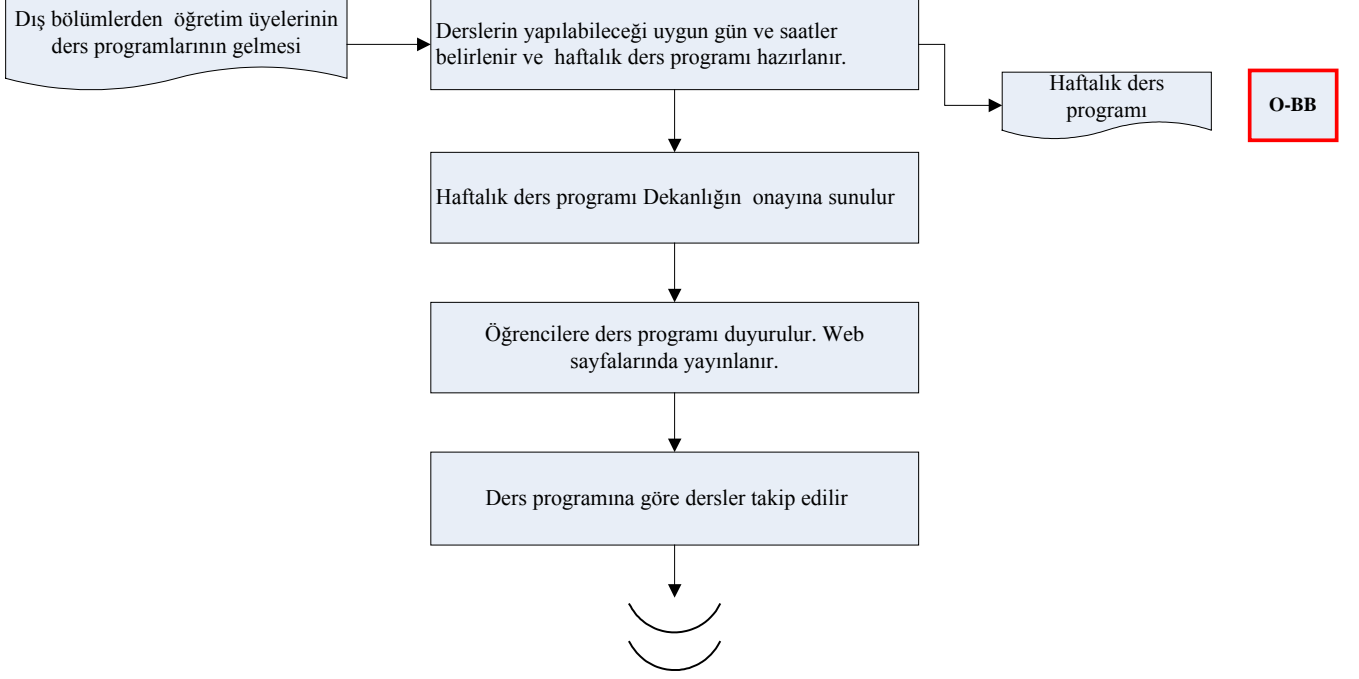 Dış bölümlerden öğretim üyelerinin
ders programlarının gelmesi
Derslerin yapılabileceği uygun gün ve saatler
belirlenir ve haftalık ders programı hazırlanır.
Haftalık ders
programı
O-BB
Haftalık ders programı Dekanlığın onayına sunulur
Öğrencilere ders programı duyurulur. Web
sayfalarında yayınlanır.
Ders programına göre dersler takip edilir